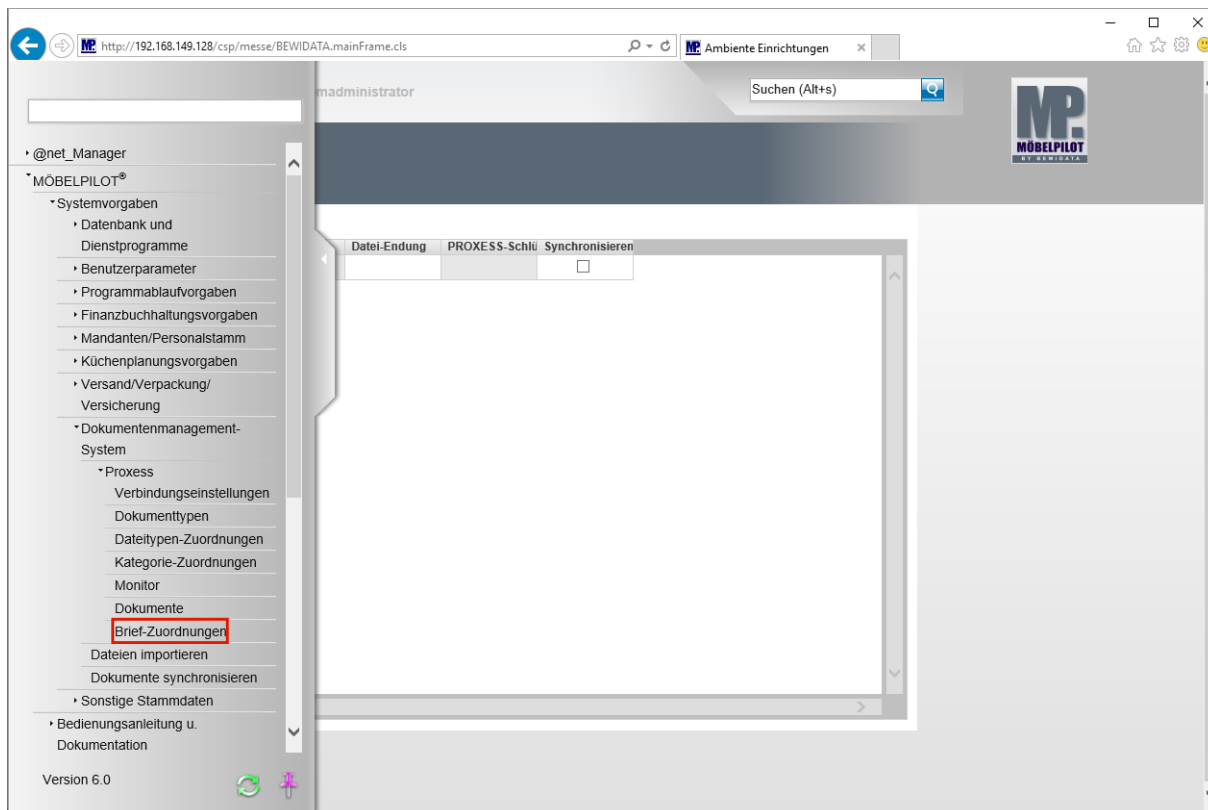 http://192.168.149.128/csp/messe/BEWIDATA.mainFrame.cls
MP. Ambiente Einrichtungen
madministrator
Suchen (Alt+s)
MP.
MÖBELPILOT
BY BEWIDATA
@net_Manager
MÖBELPILOT®
Systemvorgaben
Datenbank und
Dienstprogramme
Benutzerparameter
Programmablaufvorgaben
Finanzbuchhaltungsvorgaben
Mandanten/Personalstamm
Küchenplanungsvorgaben
Versand/Verpackung/
Versicherung
Dokumentenmanagement-
System
Proxess
Verbindungseinstellungen
Dokumenttypen
Dateitypen-Zuordnungen
Kategorie-Zuordnungen
Monitor
Dokumente
Brief-Zuordnungen
Dateien importieren
Dokumente synchronisieren
Sonstige Stammdaten
Bedienungsanleitung u.
Dokumentation
Version 6.0
Datei-Endung PROXESS-Schlü Synchronisieren